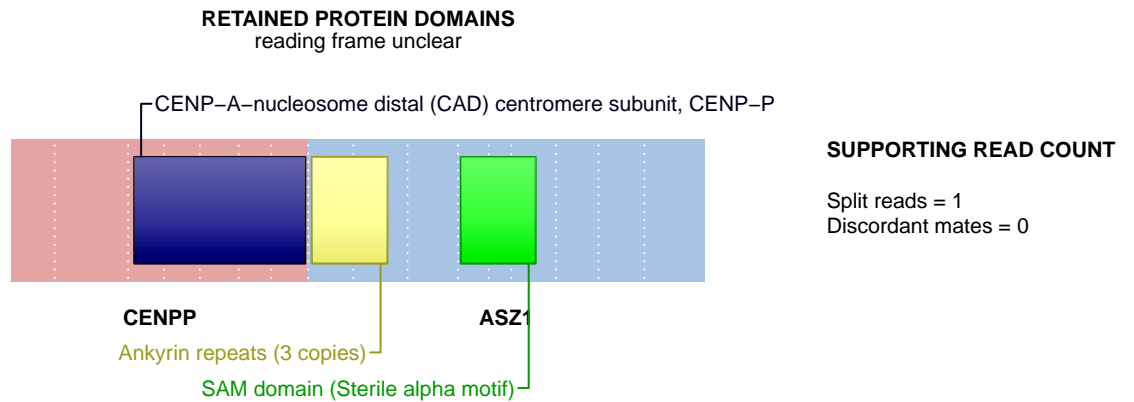 RETAINED PROTEIN DOMAINS
reading frame unclear
CENP−A−nucleosome distal (CAD) centromere subunit, CENP−P
SUPPORTING READ COUNT
Split reads = 1
Discordant mates = 0
CENPP
ASZ1
Ankyrin repeats (3 copies)
SAM domain (Sterile alpha motif)